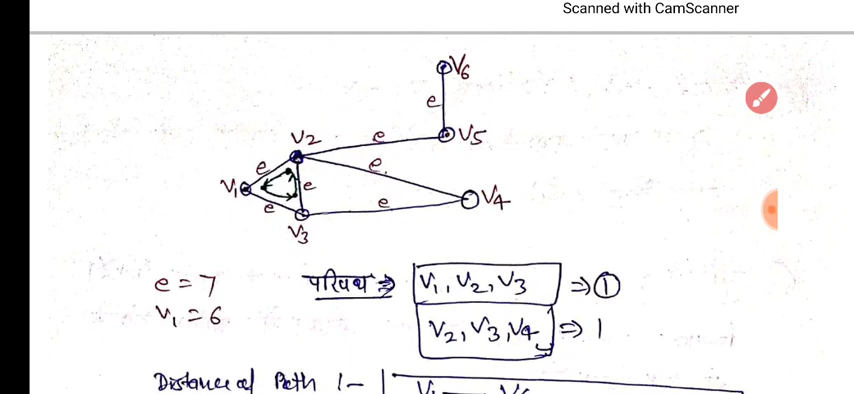 Scanned with CamScanner
V6
e
V2 e V5
e e
V1 e V4
e e
V3
e = 7 परिपथ ⇒ V1, V2, V3 ⇒ ①
V1 = 6 V2, V3, V4 ⇒ 1
Distance of Path :- V1